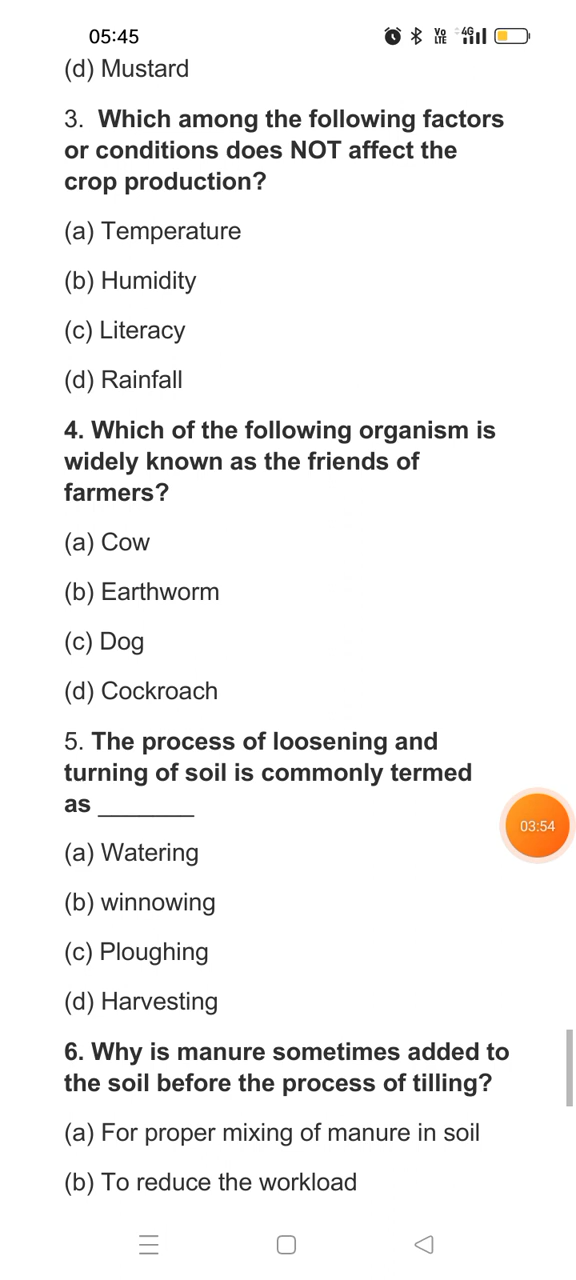 05:45
VO LTE 4G
(d) Mustard
3. Which among the following factors
or conditions does NOT affect the
crop production?
(a) Temperature
(b) Humidity
(c) Literacy
(d) Rainfall
4. Which of the following organism is
widely known as the friends of
farmers?
(a) Cow
(b) Earthworm
(c) Dog
(d) Cockroach
5. The process of loosening and
turning of soil is commonly termed
as _______
03:54
(a) Watering
(b) winnowing
(c) Ploughing
(d) Harvesting
6. Why is manure sometimes added to
the soil before the process of tilling?
(a) For proper mixing of manure in soil
(b) To reduce the workload